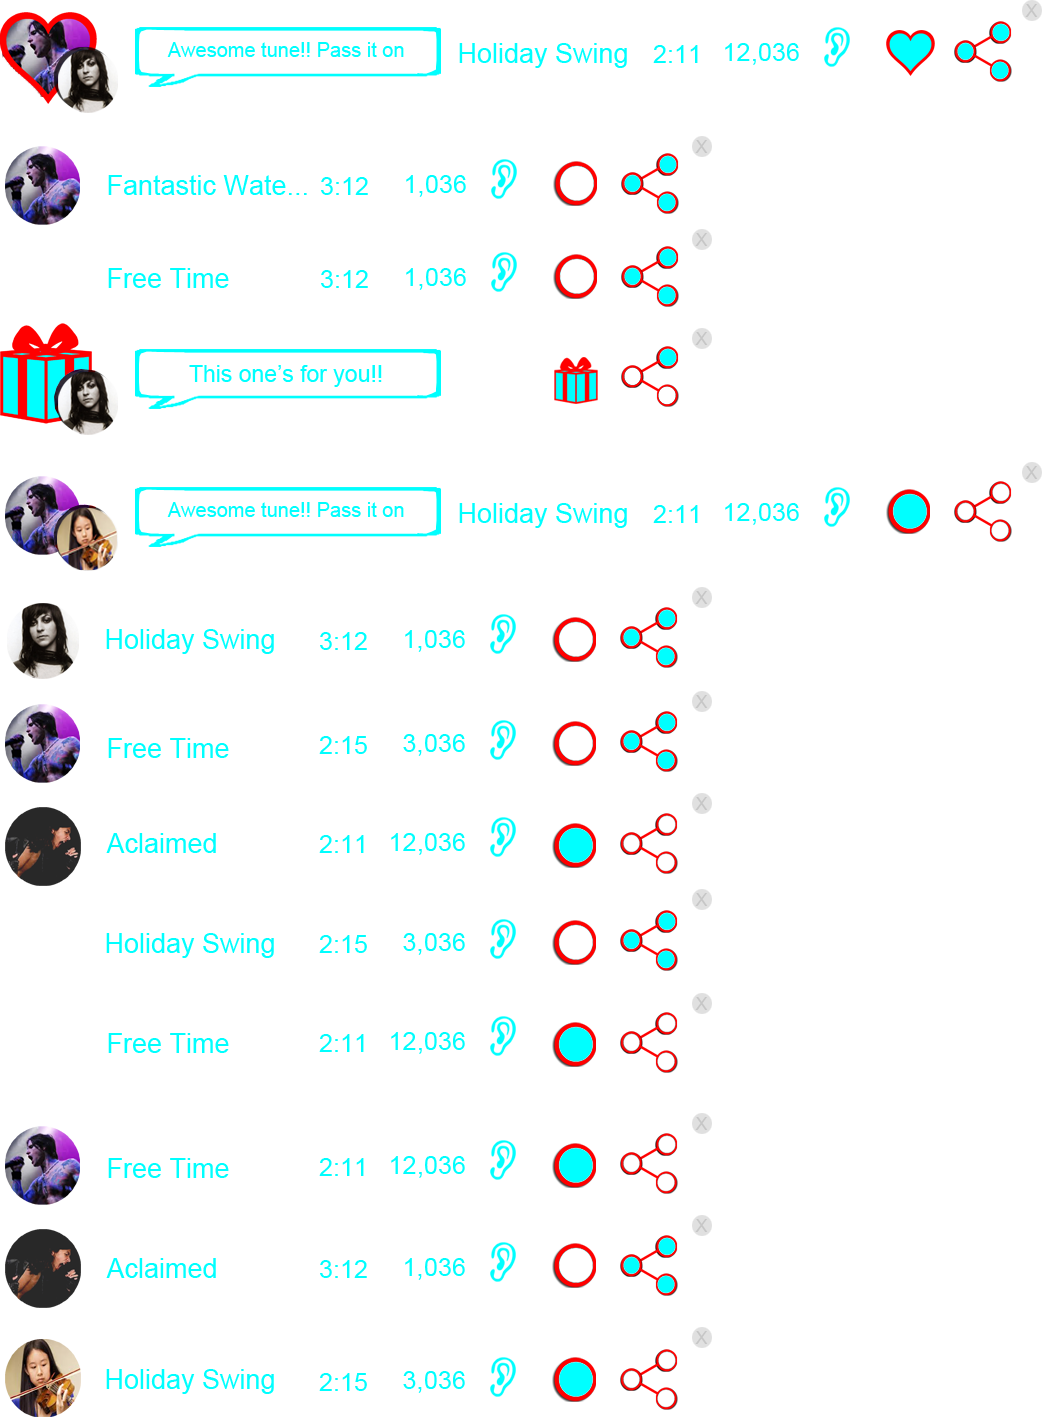 X
Awesome tune!! Pass it on Holiday Swing 2:11 12,036
X
Fantastic Wate... 3:12 1,036
X
Free Time 3:12 1,036
X
This one's for you!!
X
Awesome tune!! Pass it on Holiday Swing 2:11 12,036
X
Holiday Swing 3:12 1,036
X
Free Time 2:15 3,036
X
Aclaimed 2:11 12,036
X
Holiday Swing 2:15 3,036
X
Free Time 2:11 12,036
X
Free Time 2:11 12,036
X
Aclaimed 3:12 1,036
X
Holiday Swing 2:15 3,036